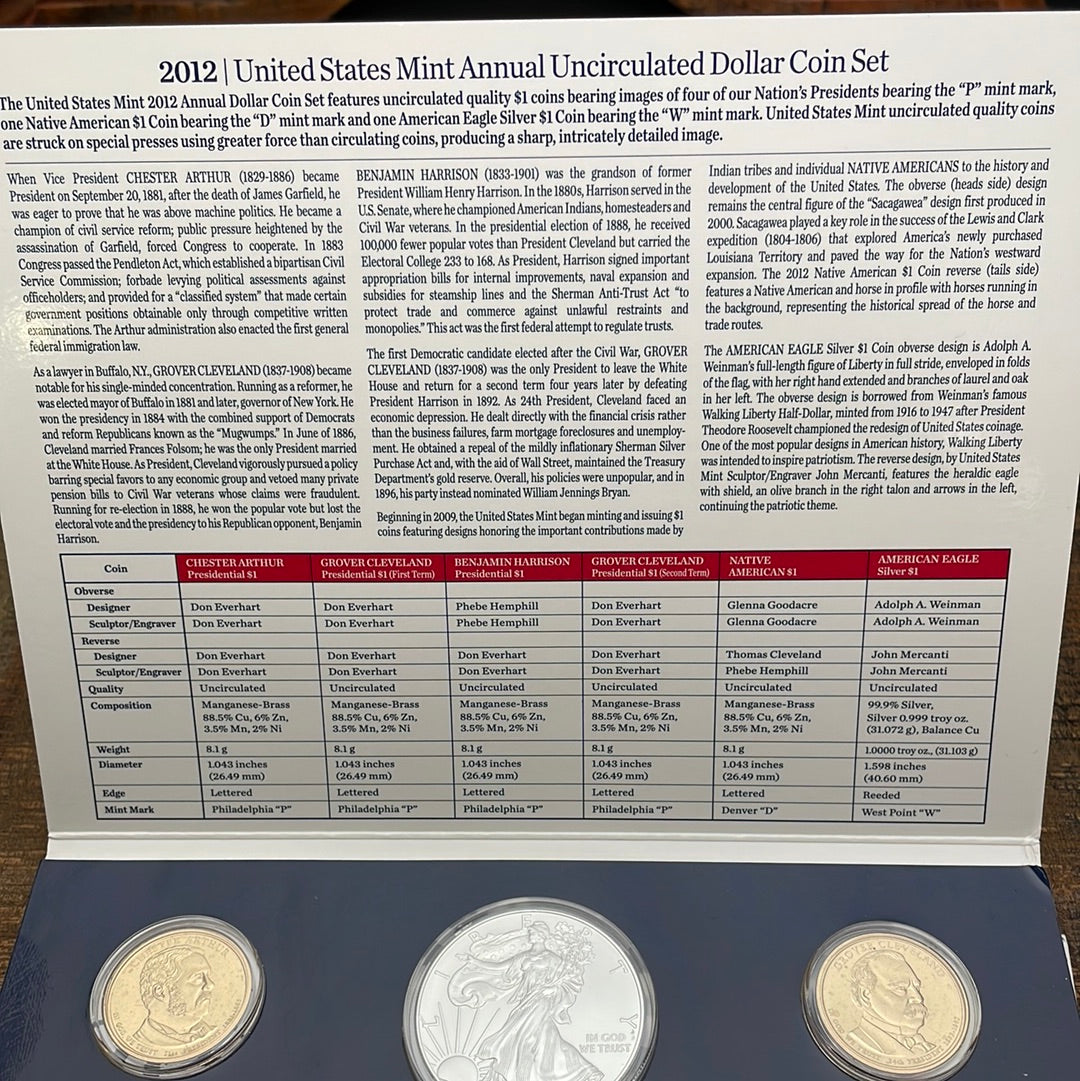 2012 | United States Mint Annual Uncirculated Dollar Coin Set
The United States Mint 2012 Annual Dollar Coin Set features uncirculated quality $1 coins bearing images of four of our Nation's Presidents bearing the “P” mint mark,
one Native American $1 Coin bearing the “D” mint mark and one American Eagle Silver $1 Coin bearing the “W” mint mark. United States Mint uncirculated quality coins
are struck on special presses using greater force than circulating coins, producing a sharp, intricately detailed image.
When Vice President CHESTER ARTHUR (1829-1886) became
President on September 20, 1881, after the death of James Garfield, he
was eager to prove that he was above machine politics. He became a
champion of civil service reform; public pressure heightened by the
assassination of Garfield, forced Congress to cooperate. In 1883
Congress passed the Pendleton Act, which established a bipartisan Civil
Service Commission; forbade levying political assessments against
officeholders; and provided for a “classified system” that made certain
government positions obtainable only through competitive written
examinations. The Arthur administration also enacted the first general
federal immigration law.
As a lawyer in Buffalo, N.Y., GROVER CLEVELAND (1837-1908) became
notable for his single-minded concentration. Running as a reformer, he
was elected mayor of Buffalo in 1881 and later, governor of New York. He
won the presidency in 1884 with the combined support of Democrats
and reform Republicans known as the “Mugwumps.” In June of 1886,
Cleveland married Frances Folsom; he was the only President married
at the White House. As President, Cleveland vigorously pursued a policy
barring special favors to any economic group and vetoed many private
pension bills to Civil War veterans whose claims were fraudulent.
Running for re-election in 1888, he won the popular vote but lost the
electoral vote and the presidency to his Republican opponent, Benjamin
Harrison.
BENJAMIN HARRISON (1833-1901) was the grandson of former
President William Henry Harrison. In the 1880s, Harrison served in the
U.S. Senate, where he championed American Indians, homesteaders and
Civil War veterans. In the presidential election of 1888, he received
100,000 fewer popular votes than President Cleveland but carried the
Electoral College 233 to 168. As President, Harrison signed important
appropriation bills for internal improvements, naval expansion and
subsidies for steamship lines and the Sherman Anti-Trust Act “to
protect trade and commerce against unlawful restraints and
monopolies.” This act was the first federal attempt to regulate trusts.
The first Democratic candidate elected after the Civil War, GROVER
CLEVELAND (1837-1908) was the only President to leave the White
House and return for a second term four years later by defeating
President Harrison in 1892. As 24th President, Cleveland faced an
economic depression. He dealt directly with the financial crisis rather
than the business failures, farm mortgage foreclosures and unemploy-
ment. He obtained a repeal of the mildly inflationary Sherman Silver
Purchase Act and, with the aid of Wall Street, maintained the Treasury
Department's gold reserve. Overall, his policies were unpopular, and in
1896, his party instead nominated William Jennings Bryan.
Beginning in 2009, the United States Mint began minting and issuing $1
coins featuring designs honoring the important contributions made by
Indian tribes and individual NATIVE AMERICANS to the history and
development of the United States. The obverse (heads side) design
remains the central figure of the “Sacagawea” design first produced in
2000. Sacagawea played a key role in the success of the Lewis and Clark
expedition (1804-1806) that explored America's newly purchased
Louisiana Territory and paved the way for the Nation's westward
expansion. The 2012 Native American $1 Coin reverse (tails side)
features a Native American and horse in profile with horses running in
the background, representing the historical spread of the horse and
trade routes.
The AMERICAN EAGLE Silver $1 Coin obverse design is Adolph A.
Weinman's full-length figure of Liberty in full stride, enveloped in folds
of the flag, with her right hand extended and branches of laurel and oak
in her left. The obverse design is borrowed from Weinman's famous
Walking Liberty Half-Dollar, minted from 1916 to 1947 after President
Theodore Roosevelt championed the redesign of United States coinage.
One of the most popular designs in American history, Walking Liberty
was intended to inspire patriotism. The reverse design, by United States
Mint Sculptor/Engraver John Mercanti, features the heraldic eagle
with shield, an olive branch in the right talon and arrows in the left,
continuing the patriotic theme.
Coin CHESTER ARTHUR GROVER CLEVELAND BENJAMIN HARRISON GROVER CLEVELAND NATIVE AMERICAN EAGLE
Presidential $1 Presidential $1 (First Term) Presidential $1 Presidential $1 (Second Term) AMERICAN $1 Silver $1
Obverse
Designer Don Everhart Don Everhart Phebe Hemphill Don Everhart Glenna Goodacre Adolph A. Weinman
Sculptor/Engraver Don Everhart Don Everhart Phebe Hemphill Don Everhart Glenna Goodacre Adolph A. Weinman
Reverse
Designer Don Everhart Don Everhart Don Everhart Don Everhart Thomas Cleveland John Mercanti
Sculptor/Engraver Don Everhart Don Everhart Don Everhart Don Everhart Phebe Hemphill John Mercanti
Quality Uncirculated Uncirculated Uncirculated Uncirculated Uncirculated Uncirculated
Composition Manganese-Brass Manganese-Brass Manganese-Brass Manganese-Brass Manganese-Brass 99.9% Silver,
88.5% Cu, 6% Zn, 88.5% Cu, 6% Zn, 88.5% Cu, 6% Zn, 88.5% Cu, 6% Zn, 88.5% Cu, 6% Zn, Silver 0.999 troy oz.
3.5% Mn, 2% Ni 3.5% Mn, 2% Ni 3.5% Mn, 2% Ni 3.5% Mn, 2% Ni 3.5% Mn, 2% Ni (31.072 g), Balance Cu
Weight 8.1 g 8.1 g 8.1 g 8.1 g 8.1 g 1.0000 troy oz., (31.103 g)
Diameter 1.043 inches 1.043 inches 1.043 inches 1.043 inches 1.043 inches 1.598 inches
(26.49 mm) (26.49 mm) (26.49 mm) (26.49 mm) (26.49 mm) (40.60 mm)
Edge Lettered Lettered Lettered Lettered Lettered Reeded
Mint Mark Philadelphia “P” Philadelphia “P” Philadelphia “P” Philadelphia “P” Denver “D” West Point “W”
CHESTER ARTHUR
IN GOD WE TRUST 21st PRESIDENT
LIBERTY
IN GOD
WE TRUST
GROVER CLEVELAND
24th PRESIDENT